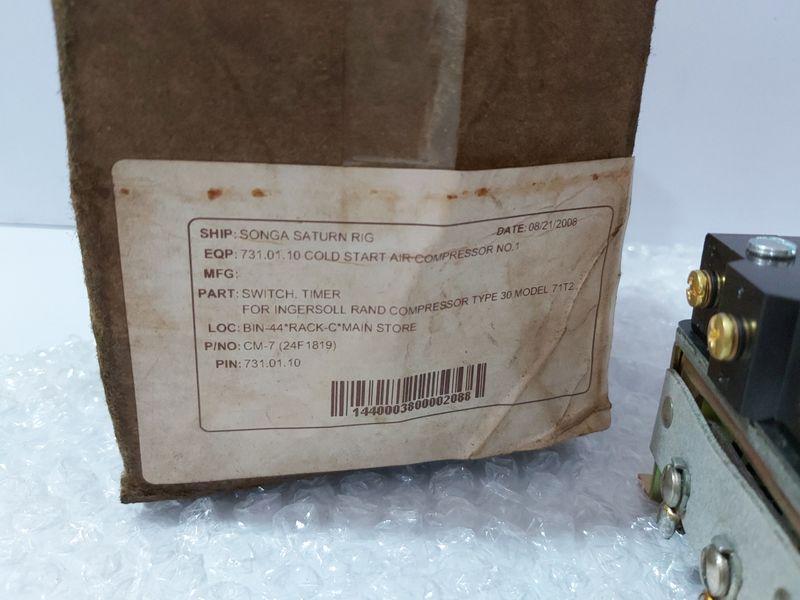 SHIP: SONGA SATURN RIG DATE: 08/21/2008
EQP: 731.01.10 COLD START AIR COMPRESSOR NO.1
MFG:
PART: SWITCH, TIMER
FOR INGERSOLL RAND COMPRESSOR TYPE 30 MODEL 71T2
LOC: BIN-44*RACK-C*MAIN STORE
P/NO: CM-7 (24F1819)
PIN: 731.01.10
1440003800002088